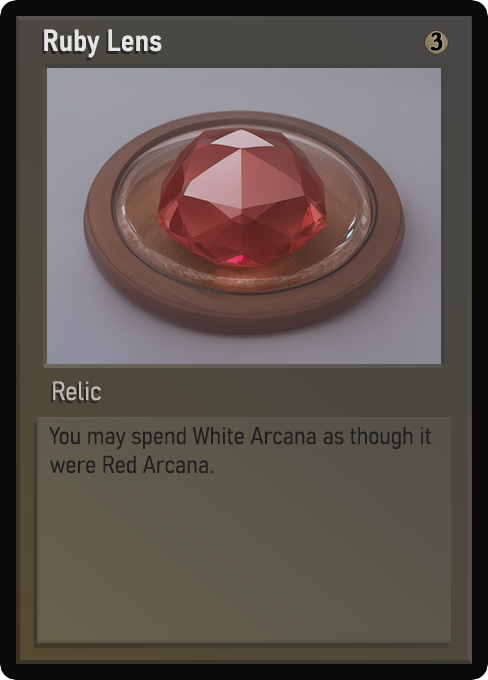 Ruby Lens
3
Relic
You may spend White Arcana as though it
were Red Arcana.